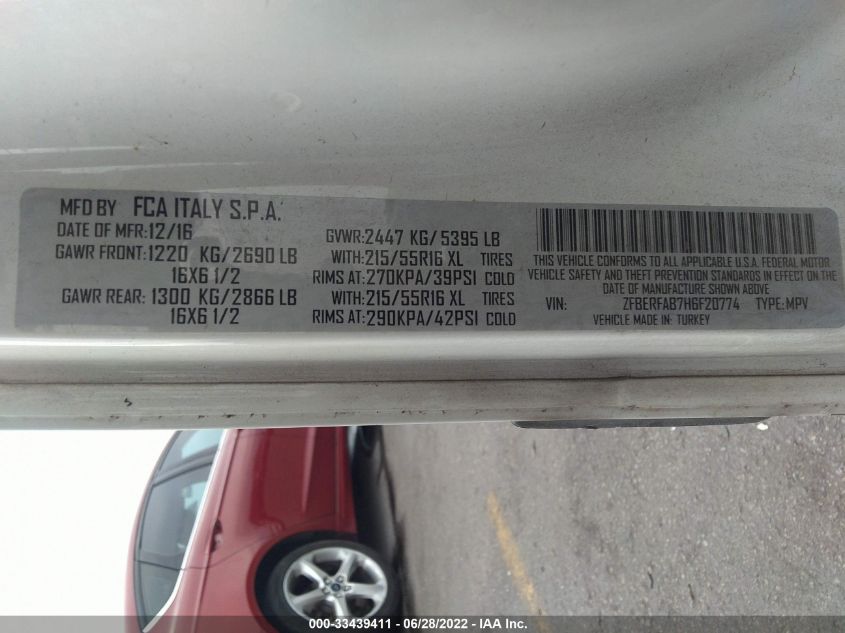 MFD BY FCA ITALY S.P.A.
DATE OF MFR:12/16
GAWR FRONT: 1220 KG/2690 LB
16X6 1/2
GAWR REAR: 1300 KG/2866 LB
16X6 1/2
GVWR:2447 KG/5395 LB
WITH:215/55R16 XL TIRES
RIMS AT:270KPA/39PSI COLD
WITH:215/55R16 XL TIRES
RIMS AT:290KPA/42PSI COLD
THIS VEHICLE CONFORMS TO ALL APPLICABLE U.S.A. FEDERAL MOTOR
VEHICLE SAFETY AND THEFT PREVENTION STANDARDS IN EFFECT ON THE
DATE OF MANUFACTURE SHOWN ABOVE
VIN: ZFBERFAB7H6F20774 TYPE:MPV
VEHICLE MADE IN: TURKEY
000-33439411 - 06/28/2022 - IAA Inc.